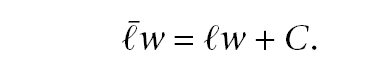 ℓ̄w = ℓw + C.